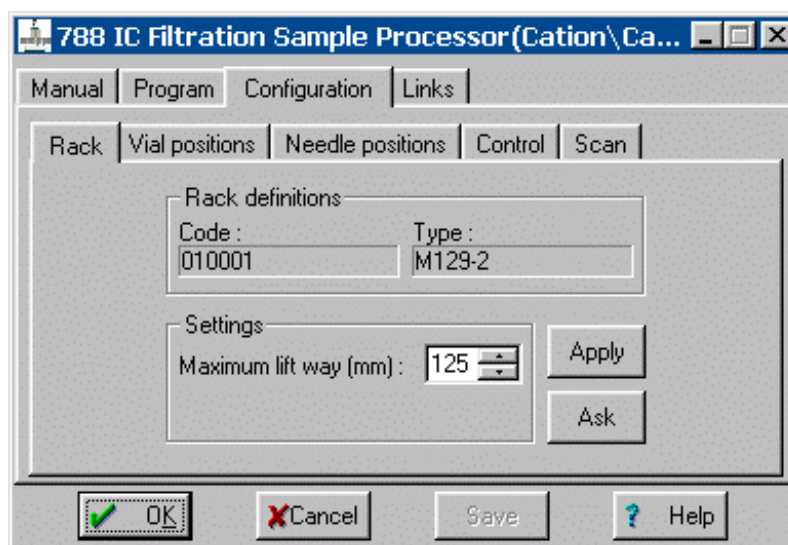 788 IC Filtration Sample Processor(Cation\Ca...
Manual Program Configuration Links
Rack Vial positions Needle positions Control Scan
Rack definitions
Code : Type :
010001 M129-2
Settings
Maximum lift way (mm) : 125 Apply
Ask
OK Cancel Save ? Help